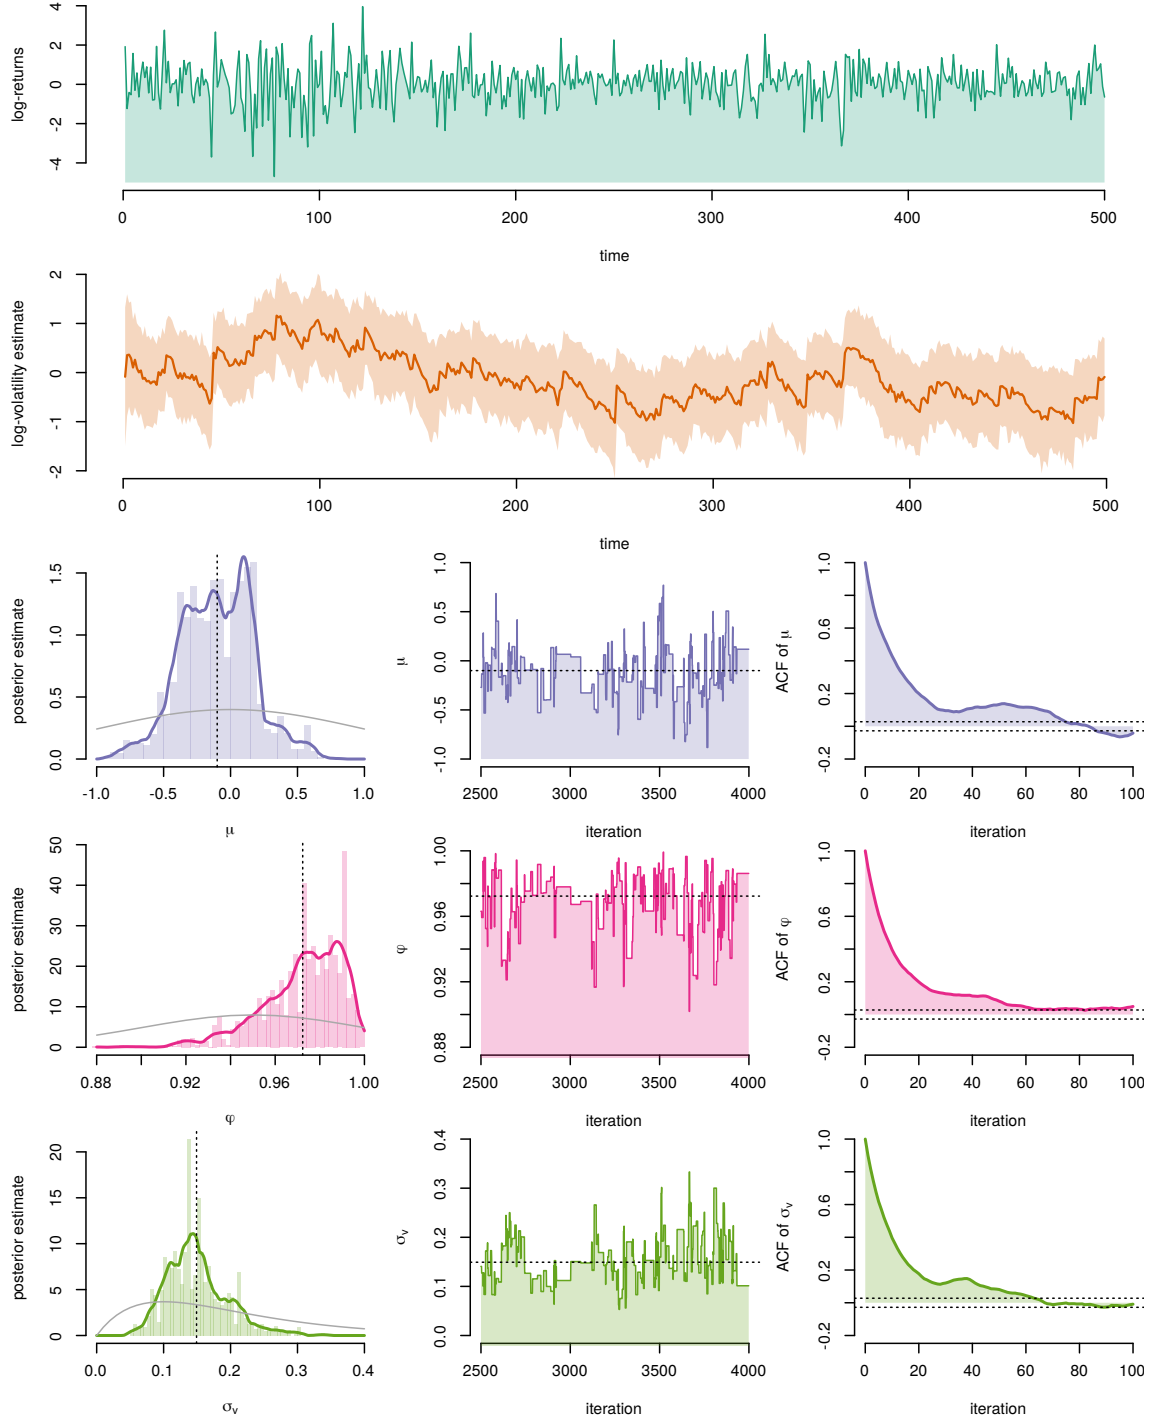 log-returns
4
2
0
-2
-4
0 100 200 300 400 500
time
log-volatility estimate
2
1
0
-1
-2
0 100 200 300 400 500
time
posterior estimate
1.5
1.0
0.5
0.0
-1.0 -0.5 0.0 0.5 1.0
μ
μ
1.0
0.5
0.0
-0.5
-1.0
2500 3000 3500 4000
iteration
ACF of μ
1.0
0.6
0.2
-0.2
0 20 40 60 80 100
iteration
posterior estimate
50
40
30
20
10
0
0.88 0.92 0.96 1.00
φ
φ
1.00
0.96
0.92
0.88
2500 3000 3500 4000
iteration
ACF of φ
1.0
0.6
0.2
-0.2
0 20 40 60 80 100
iteration
posterior estimate
20
15
10
5
0
0.0 0.1 0.2 0.3 0.4
σv
σv
0.4
0.3
0.2
0.1
0.0
2500 3000 3500 4000
iteration
ACF of σv
1.0
0.6
0.2
-0.2
0 20 40 60 80 100
iteration